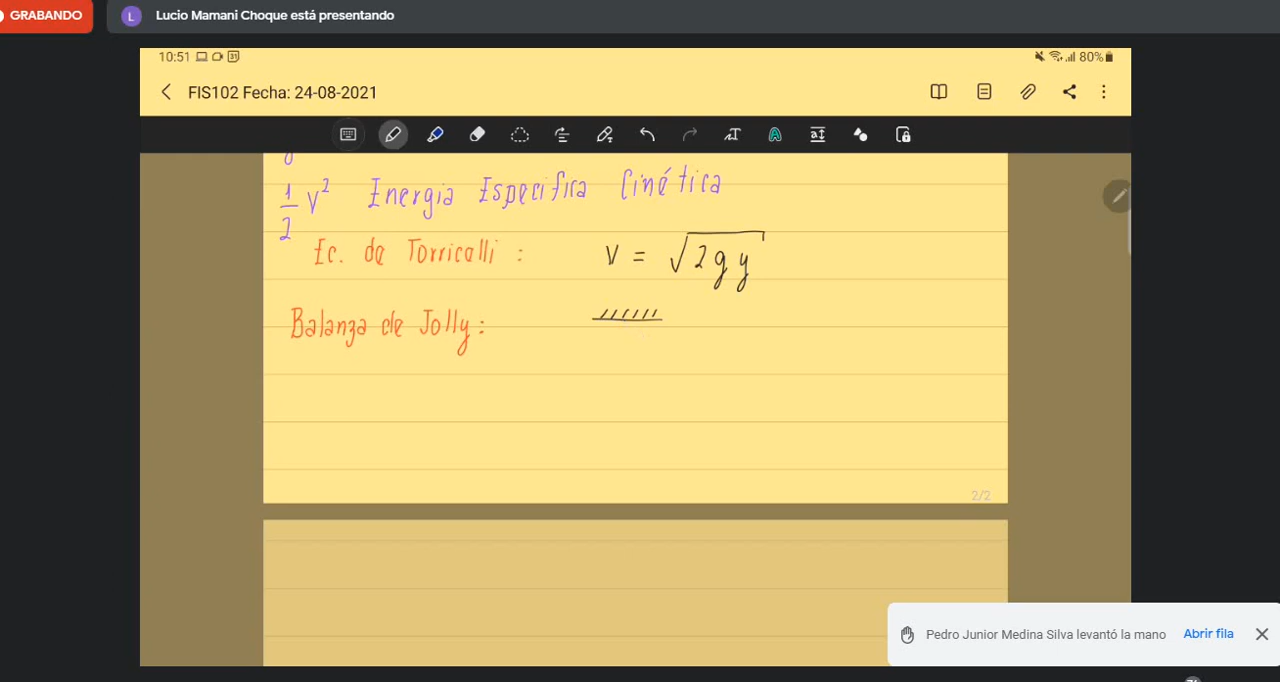 GRABANDO
L Lucio Mamani Choque está presentando
10:51 31 80%
FIS102 Fecha: 24-08-2021
1/2 V² Energia Especifica Cinética
Ec. de Torricelli : V = √2gy
Balanza de Jolly:
2/2
Pedro Junior Medina Silva levantó la mano Abrir fila